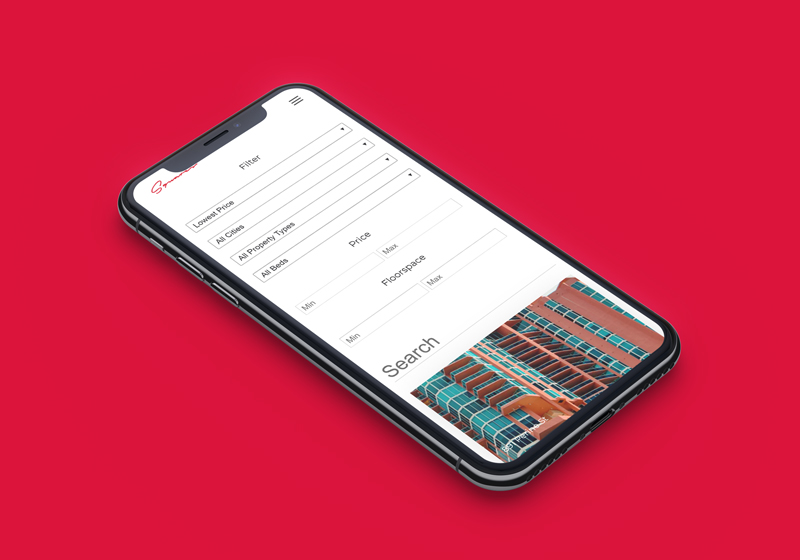 Filter
Lowest Price
All Cities
All Property Types
All Beds
Price
Min
Max
Floorspace
Min
Max
Search